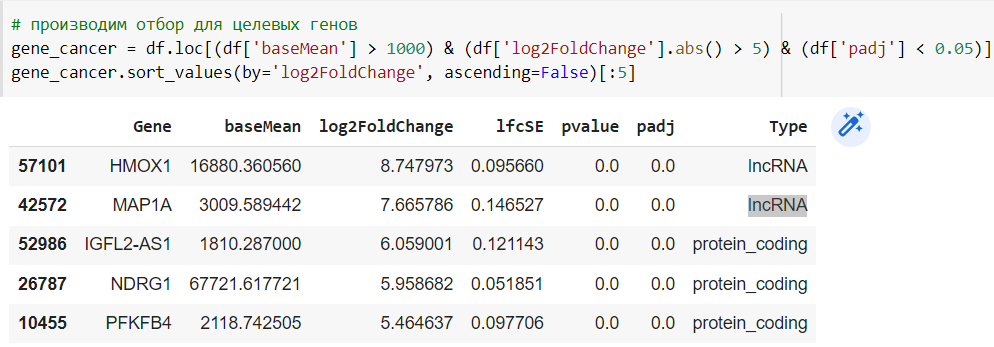 # производим отбор для целевых генов
gene_cancer = df.loc[(df['baseMean'] > 1000) & (df['log2FoldChange'].abs() > 5) & (df['padj'] < 0.05)]
gene_cancer.sort_values(by='log2FoldChange', ascending=False)[:5]
Gene baseMean log2FoldChange lfcSE pvalue padj Type
57101 HMOX1 16880.360560 8.747973 0.095660 0.0 0.0 lncRNA
42572 MAP1A 3009.589442 7.665786 0.146527 0.0 0.0 lncRNA
52986 IGFL2-AS1 1810.287000 6.059001 0.121143 0.0 0.0 protein_coding
26787 NDRG1 67721.617721 5.958682 0.051851 0.0 0.0 protein_coding
10455 PFKFB4 2118.742505 5.464637 0.097706 0.0 0.0 protein_coding